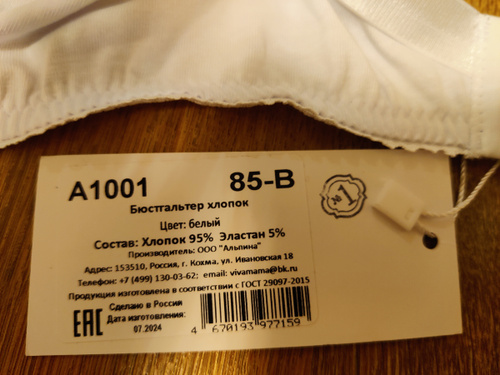 A1001 85-B
Бюстгальтер хлопок
Цвет: белый
Состав: Хлопок 95% Эластан 5%
Производитель: ООО "Альпина"
Адрес: 153510, Россия, г. Кохма, ул. Ивановская 18
Телефон: +7 (499) 130-03-62; email: vivamama@bk.ru
Продукция изготовлена в соответствии с ГОСТ 29097-2015
ЕАС
Сделано в России
Дата изготовления:
07.2024
4 670193 977159
№1